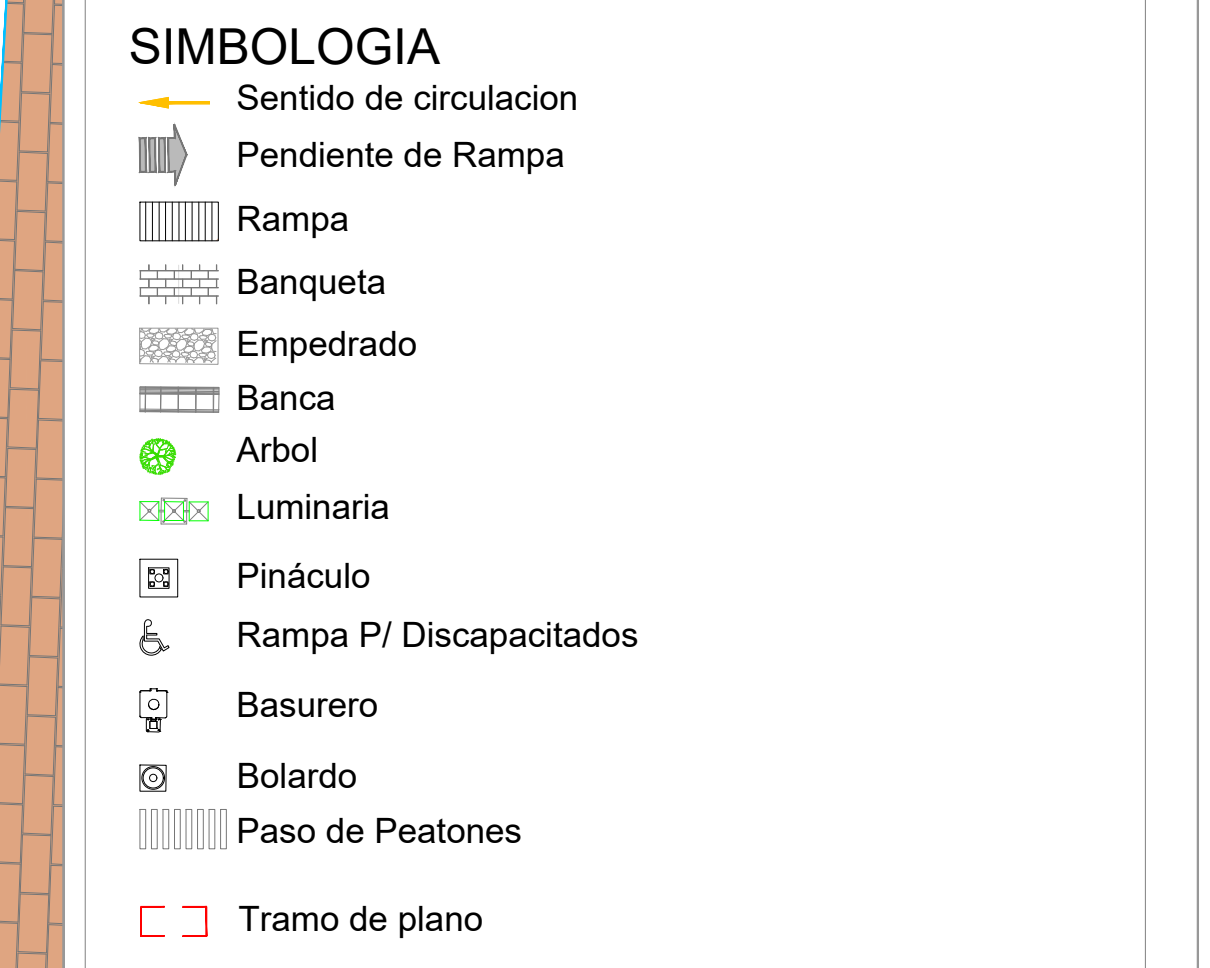 SIMBOLOGIA
Sentido de circulacion
Pendiente de Rampa
Rampa
Banqueta
Empedrado
Banca
Arbol
Luminaria
Pináculo
Rampa P/ Discapacitados
Basurero
Bolardo
Paso de Peatones
Tramo de plano